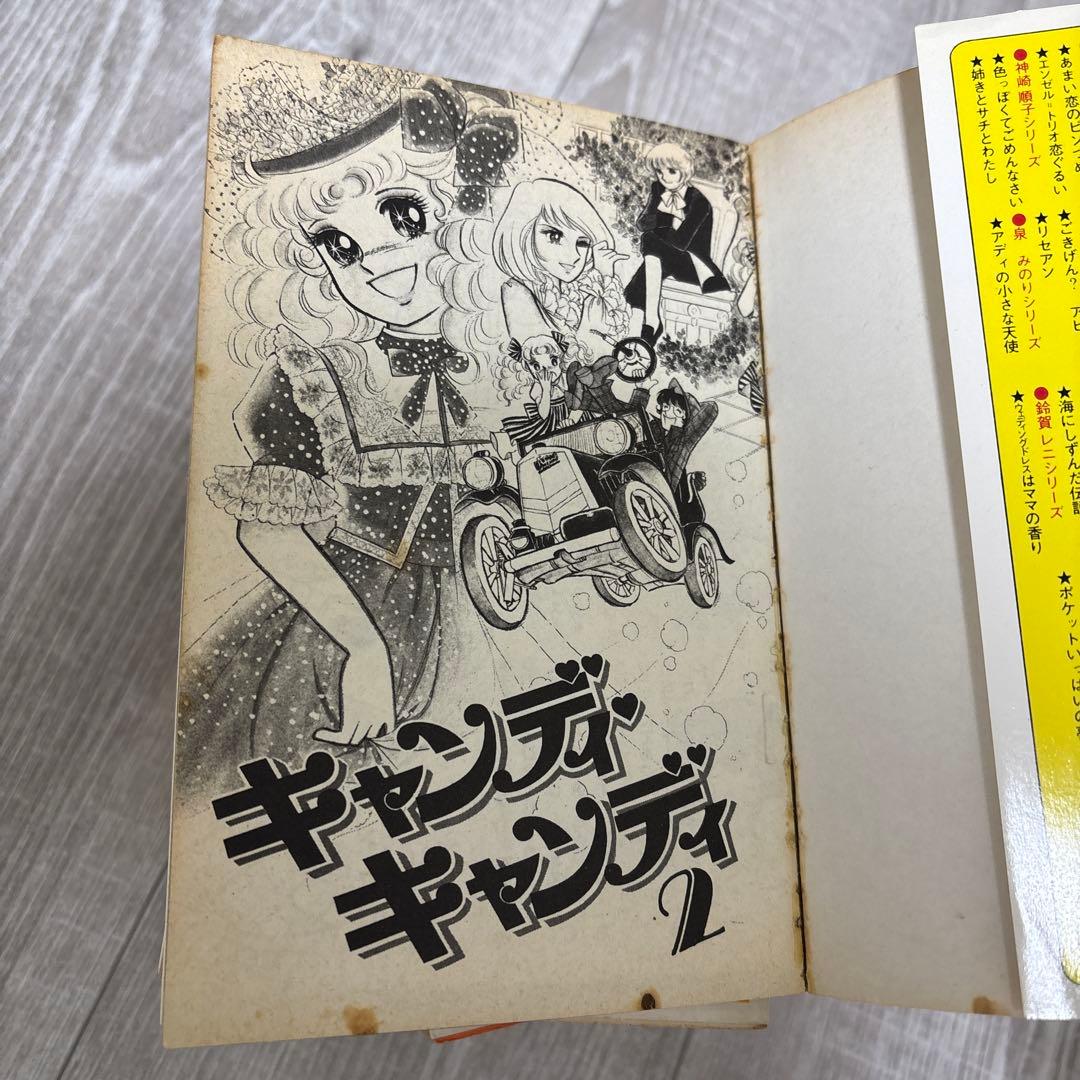 キャンディ
キャンディ
2
★あまい恋のピン
★エンゼル=トリオ恋ぐるい
●神崎順子シリーズ
★色っぽくてごめんなさい
★姉きとサチとわたし
★ごきげん? アビ
★リセアン
●泉 みのりシリーズ
★アディの小さな天使
★海にしずんだ伝
●鈴賀レニシリーズ
★ウェディングドレスはママの香り
★ポケットいっぱいの